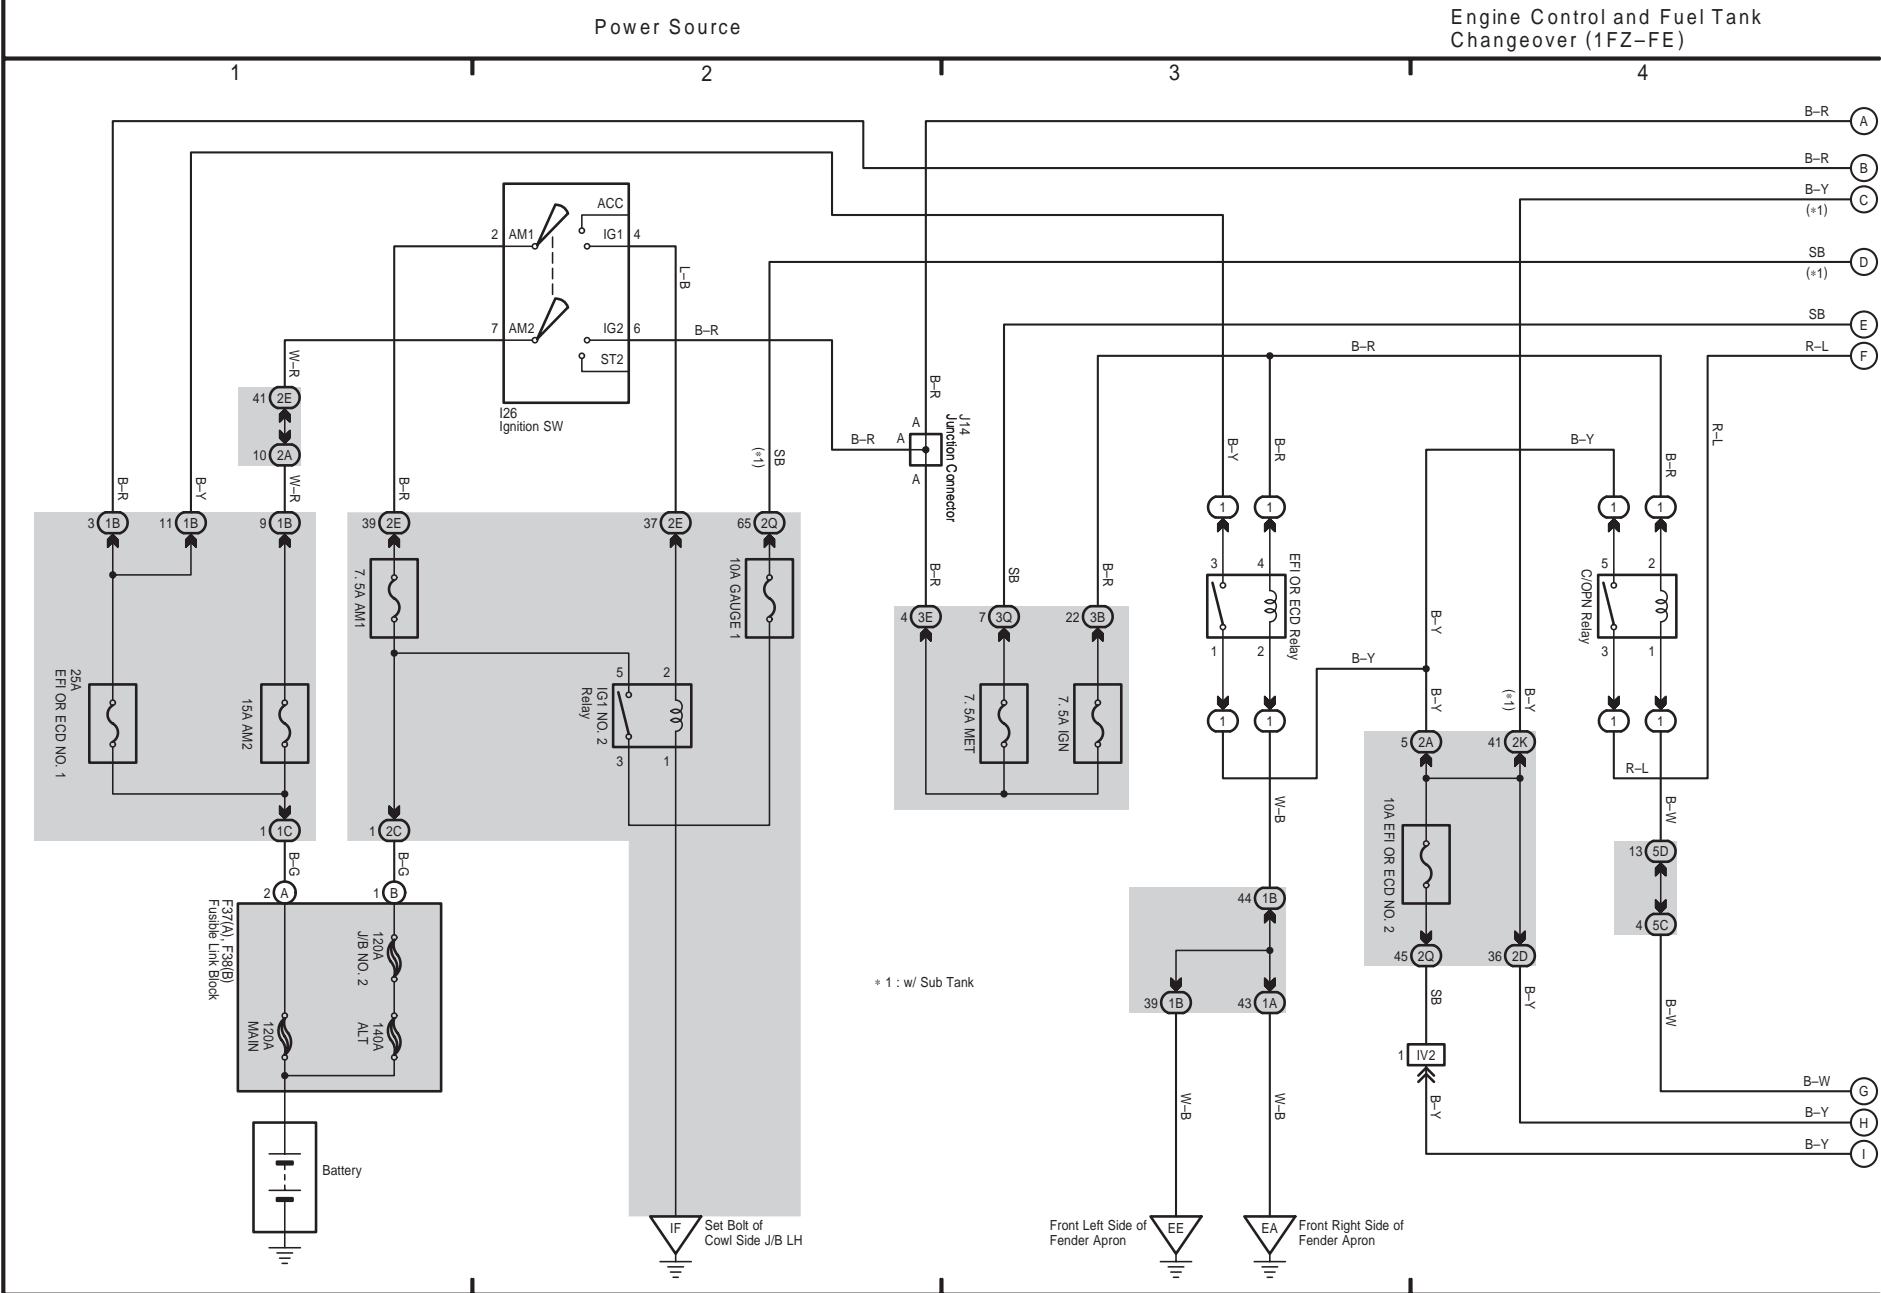 Power Source
Engine Control and Fuel Tank
Changeover (1FZ–FE)
1
2
3
4
B–R
A
B–R
B
B–Y
(∗1)
C
SB
(∗1)
D
SB
E
R–L
F
ACC
2
AM1
IG1
4
L–B
7
AM2
IG2
6
B–R
ST2
I26
Ignition SW
W–R
41
2E
10
2A
W–R
B–R
B–Y
B–R
SB
(∗1)
B–R
B–R
A
A
A
J14
Junction Connector
B–R
B–Y
B–R
B–Y
B–R
R–L
3
1B
11
1B
9
1B
39
2E
37
2E
65
2Q
1
1
1
1
7. 5A AM1
10A GAUGE 1
B–R
SB
B–R
4
3E
7
3Q
22
3B
3
4
EFI OR ECD Relay
1
2
5
2
C/OPN Relay
3
1
B–Y
B–Y
B–Y
B–Y
(∗1)
25A
EFI OR ECD NO. 1
15A AM2
5
2
IG1 NO. 2
Relay
3
1
7. 5A MET
7. 5A IGN
1
1
1
1
5
2A
41
2K
R–L
W–B
B–W
1
1C
1
2C
B–G
B–G
10A EFI OR ECD NO. 2
13
5D
4
5C
2
A
1
B
F37(A), F38(B)
Fusible Link Block
120A
J/B NO. 2
120A
MAIN
140A
ALT
44
1B
39
1B
43
1A
45
2Q
36
2D
∗ 1 : w/ Sub Tank
SB
B–Y
B–W
1
IV2
B–Y
W–B
W–B
B–W
G
B–Y
H
B–Y
I
Battery
IF
Set Bolt of
Cowl Side J/B LH
Front Left Side of
Fender Apron
EE
EA
Front Right Side of
Fender Apron